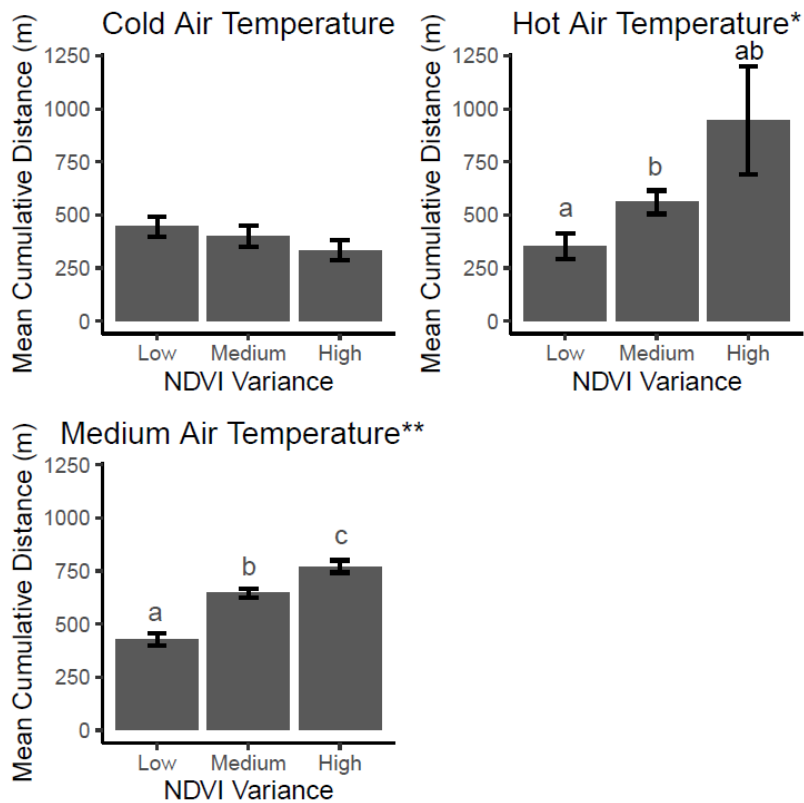 Cold Air Temperature
Mean Cumulative Distance (m)
1250
1000
750
500
250
0
Low Medium High
NDVI Variance
Hot Air Temperature*
Mean Cumulative Distance (m)
1250
1000
750
500
250
0
a
b
ab
Low Medium High
NDVI Variance
Medium Air Temperature**
Mean Cumulative Distance (m)
1250
1000
750
500
250
0
a
b
c
Low Medium High
NDVI Variance